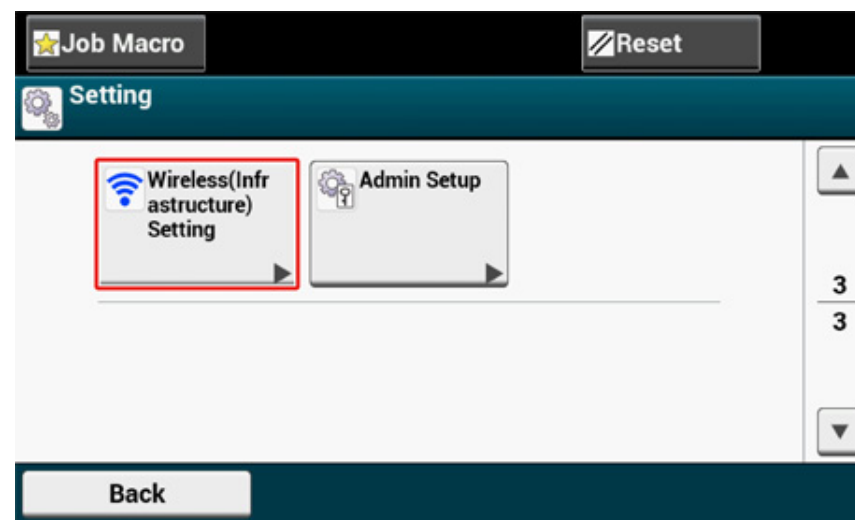 Job Macro
Reset
Setting
Wireless(Infr
astructure)
Setting
Admin Setup
3
3
Back